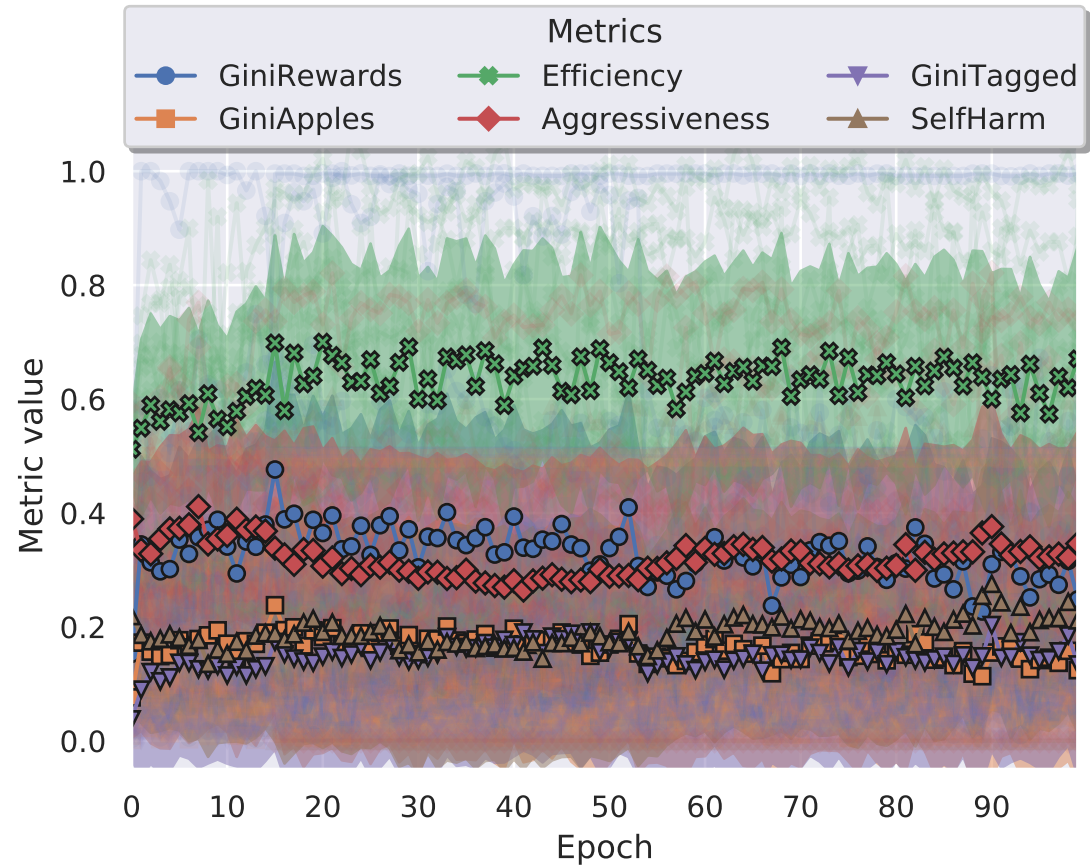 Metrics
GiniRewards Efficiency GiniTagged
GiniApples Aggressiveness SelfHarm
1.0
0.8
0.6
0.4
0.2
0.0
Metric value
0 10 20 30 40 50 60 70 80 90
Epoch